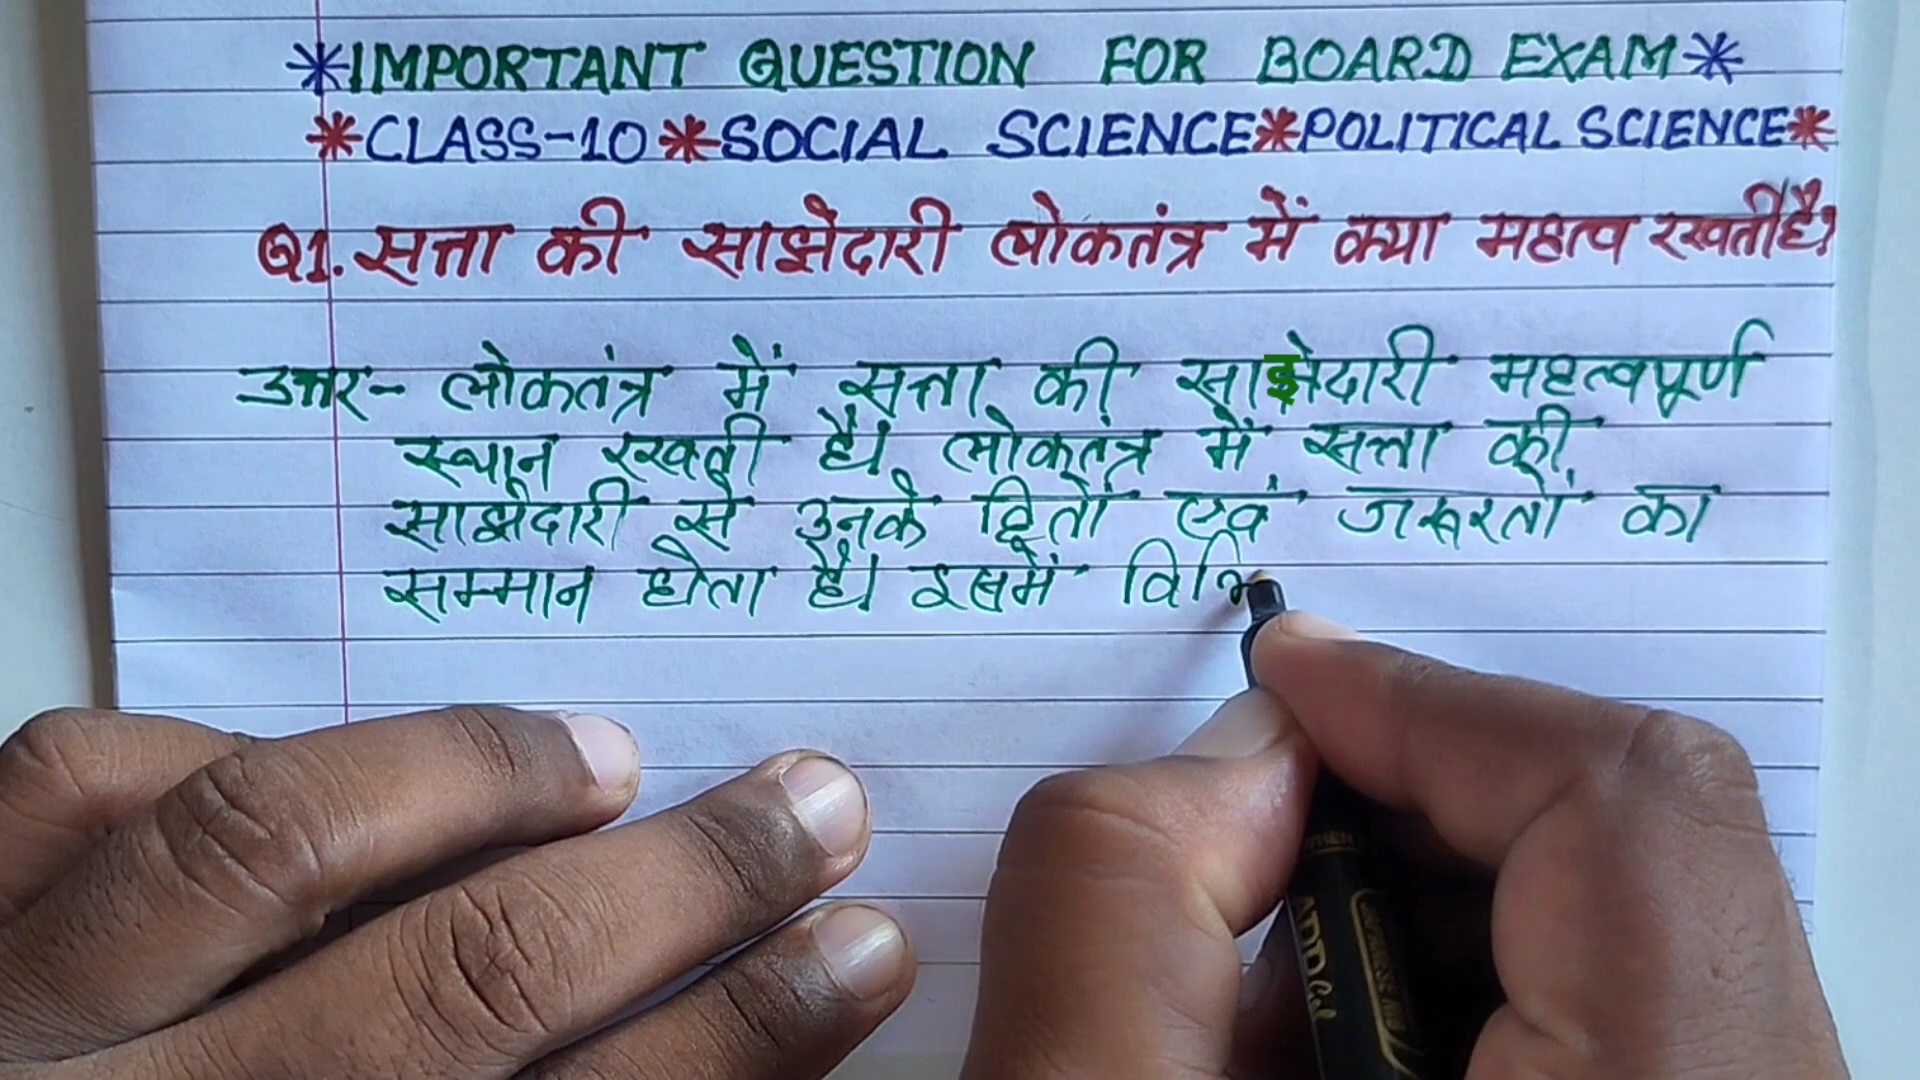 *IMPORTANT QUESTION FOR BOARD EXAM*
*CLASS-10*SOCIAL SCIENCE*POLITICAL SCIENCE*
Q1. सत्ता की साझेदारी लोकतंत्र में क्या महत्व रखती है?
उत्तर- लोकतंत्र में सत्ता की साझेदारी महत्वपूर्ण
स्थान रखती है। लोकतंत्र में सत्ता की
साझेदारी से उनके हितों एवं जरूरतों का
सम्मान होता है। इसमें विभि